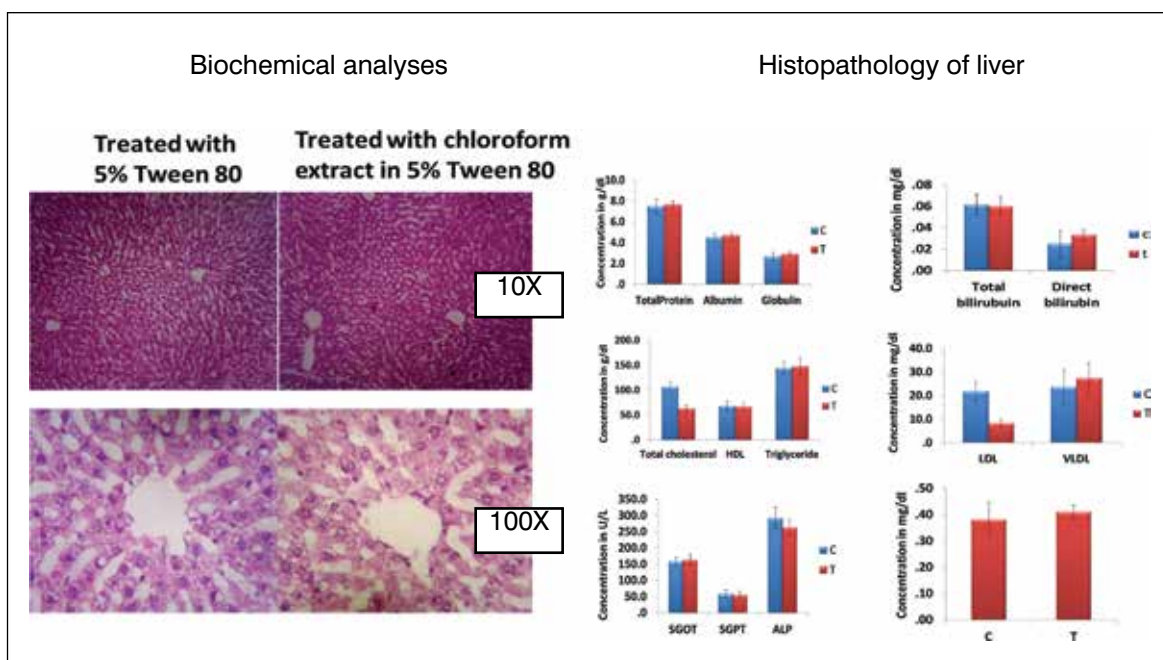 Biochemical analyses
Histopathology of liver
Treated with
5% Tween 80
Treated with chloroform
extract in 5% Tween 80
10X
100X
Concentration in g/dl
10.0
8.0
6.0
4.0
2.0
.0
TotalProtein Albumin Globulin
C
T
Concentration in mg/dl
.08
.06
.04
.02
.00
Total
bilirubuin
Direct
bilirubin
c
t
Concentration in g/dl
200.0
150.0
100.0
50.0
.0
Total cholesterol HDL Triglyceride
C
T
Concentration in mg/dl
40.0
30.0
20.0
10.0
.0
LDL VLDL
C
T
Concentration in U/L
350.0
300.0
250.0
200.0
150.0
100.0
50.0
.0
SGOT SGPT ALP
C
T
Concentration in mg/dl
.50
.40
.30
.20
.10
.00
C T